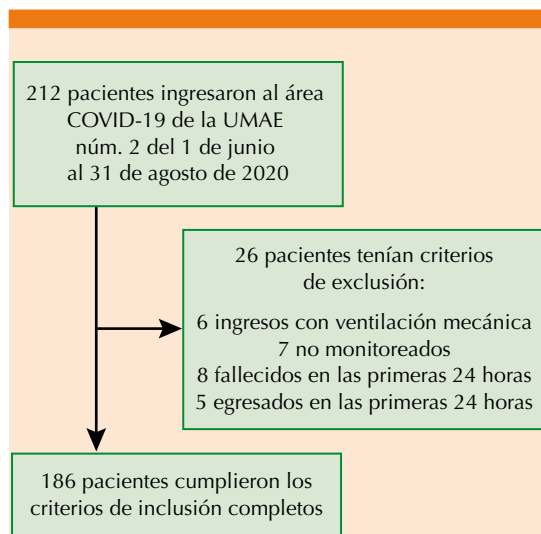 212 pacientes ingresaron al área
COVID-19 de la UMAE
núm. 2 del 1 de junio
al 31 de agosto de 2020
26 pacientes tenían criterios
de exclusión:
6 ingresos con ventilación mecánica
7 no monitoreados
8 fallecidos en las primeras 24 horas
5 egresados en las primeras 24 horas
186 pacientes cumplieron los
criterios de inclusión completos